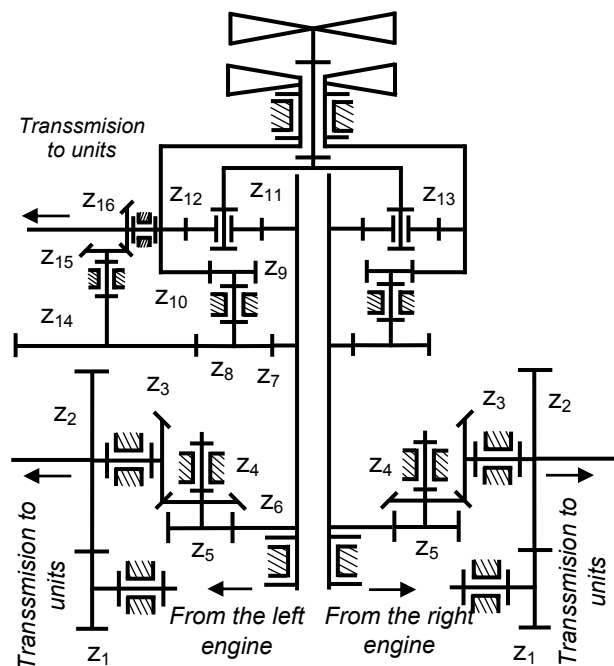 Transsmision
to units
z16
z12
z11
z13
z15
z9
z10
z14
z8
z7
z3
z3
z2
z2
z4
z4
z6
z5
z5
Transsmision to
units
From the left
engine
From the right
engine
Transsmision to
units
z1
z1